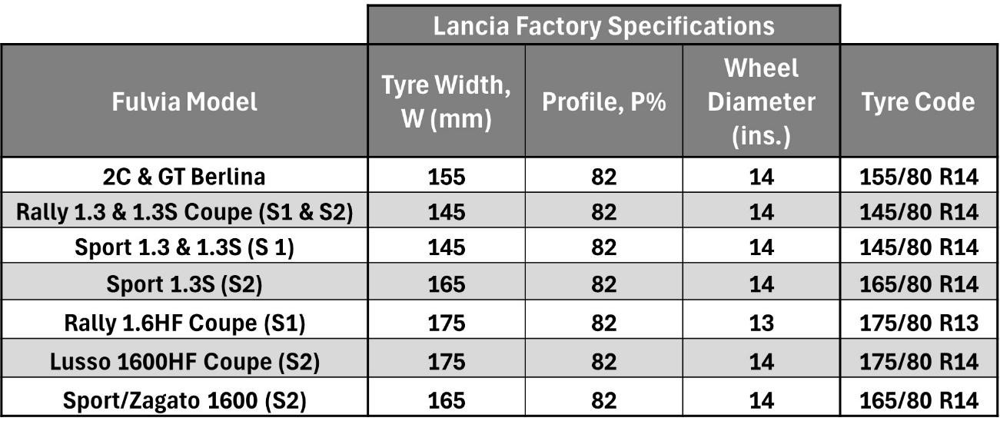 Lancia Factory Specifications
Fulvia Model
Tyre Width,
W (mm)
Profile, P%
Wheel
Diameter
(ins.)
Tyre Code
2C & GT Berlina 155 82 14 155/80 R14
Rally 1.3 & 1.3S Coupe (S1 & S2) 145 82 14 145/80 R14
Sport 1.3 & 1.3S (S 1) 145 82 14 145/80 R14
Sport 1.3S (S2) 165 82 14 165/80 R14
Rally 1.6HF Coupe (S1) 175 82 13 175/80 R13
Lusso 1600HF Coupe (S2) 175 82 14 175/80 R14
Sport/Zagato 1600 (S2) 165 82 14 165/80 R14